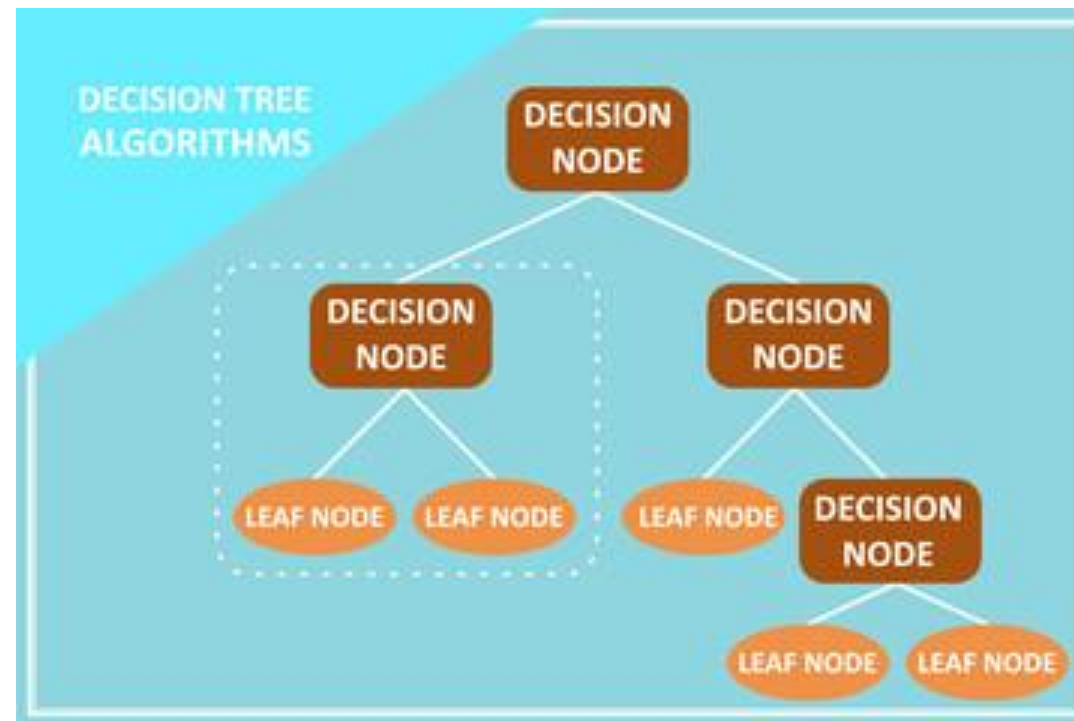 DECISION TREE
ALGORITHMS
DECISION
NODE
DECISION
NODE
DECISION
NODE
LEAF NODE
LEAF NODE
LEAF NODE
DECISION
NODE
LEAF NODE
LEAF NODE